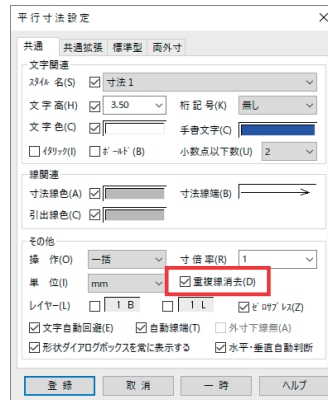 平行寸法設定
共通 共通拡張 標準型 両外寸
文字関連
ｽﾀｲﾙ 名(S) 寸法1
文 字 高(H) 3.50 桁 記 号(K) 無し
文 字 色(C) 手書文字(C)
ｲﾀﾘｯｸ(I) ﾎﾞｰﾙﾄﾞ(B) 小数点以下数(U) 2
線関連
寸法線色(A) 寸法線端(B)
引出線色(C)
その他
操 作(O) 一括 寸 倍 率(R) 1
単 位(I) mm 重複線消去(D)
レイヤー(L) 1 B 1 L ｾﾞﾛｻﾌﾟﾚｽ(Z)
文字自動回避(E) 自動線端(T) 外寸下線無(A)
形状ダイアログボックスを常に表示する 水平・垂直自動判断
登 録 取 消 一 時 ヘルプ